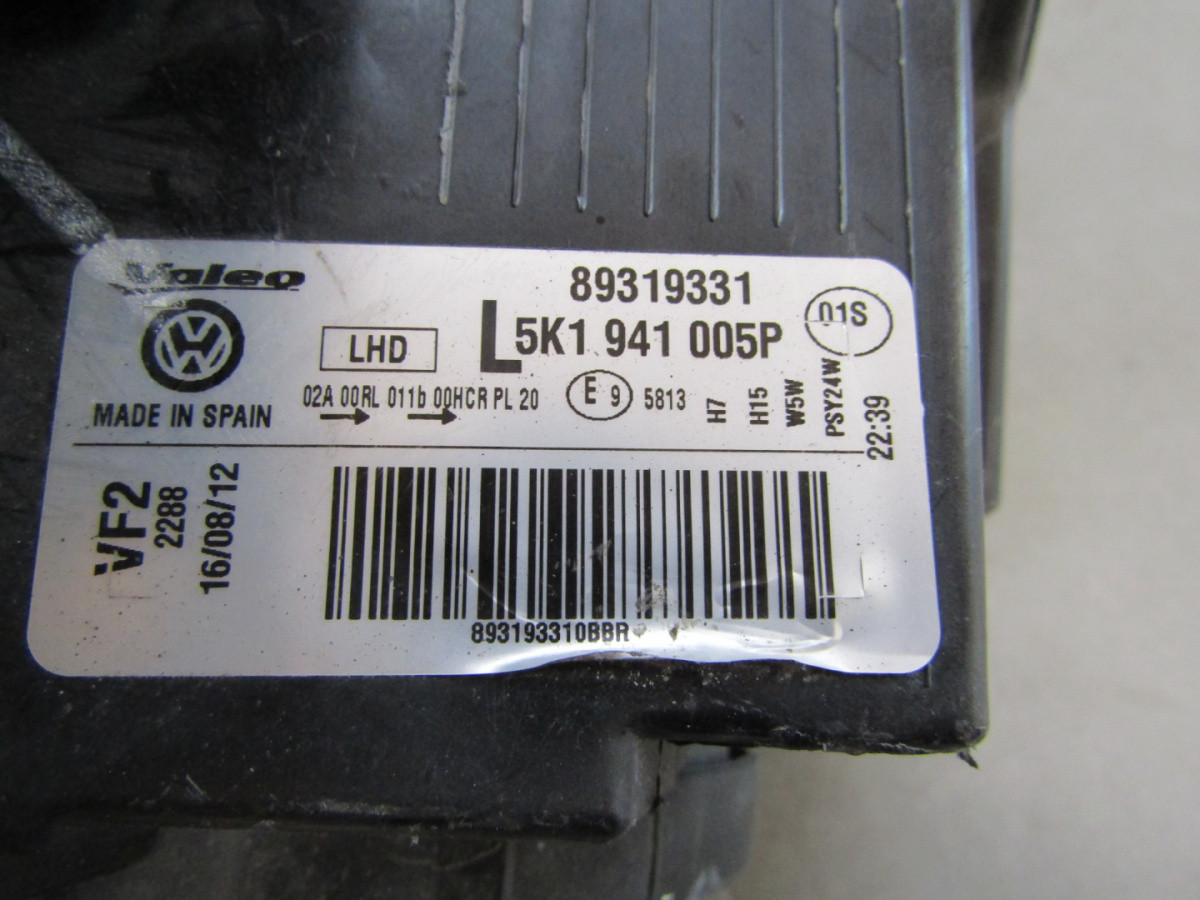 Valeo
89319331
01S
LHD
L 5K1 941 005P
02A 00RL 011b 00HCR PL 20
E 9 5813
H7
H15
W5W
PSY24W
22:39
MADE IN SPAIN
VF2
2288
16/08/12
893193310BBR